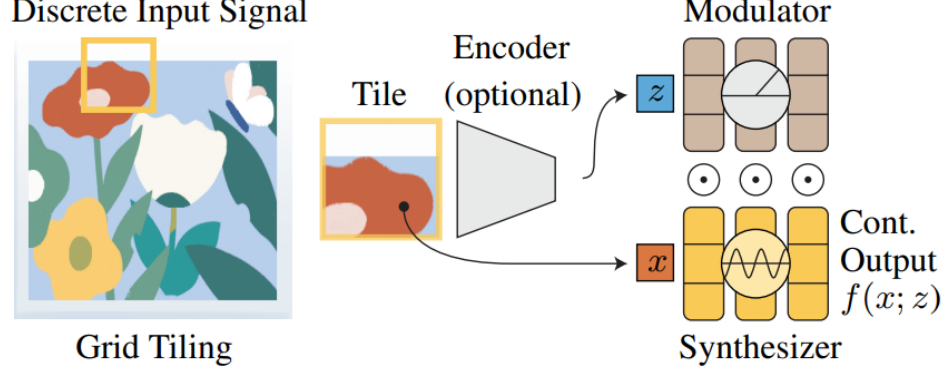 Discrete Input Signal
Grid Tiling
Tile
Encoder
(optional)
z
x
Modulator
Synthesizer
Cont.
Output
f(x; z)